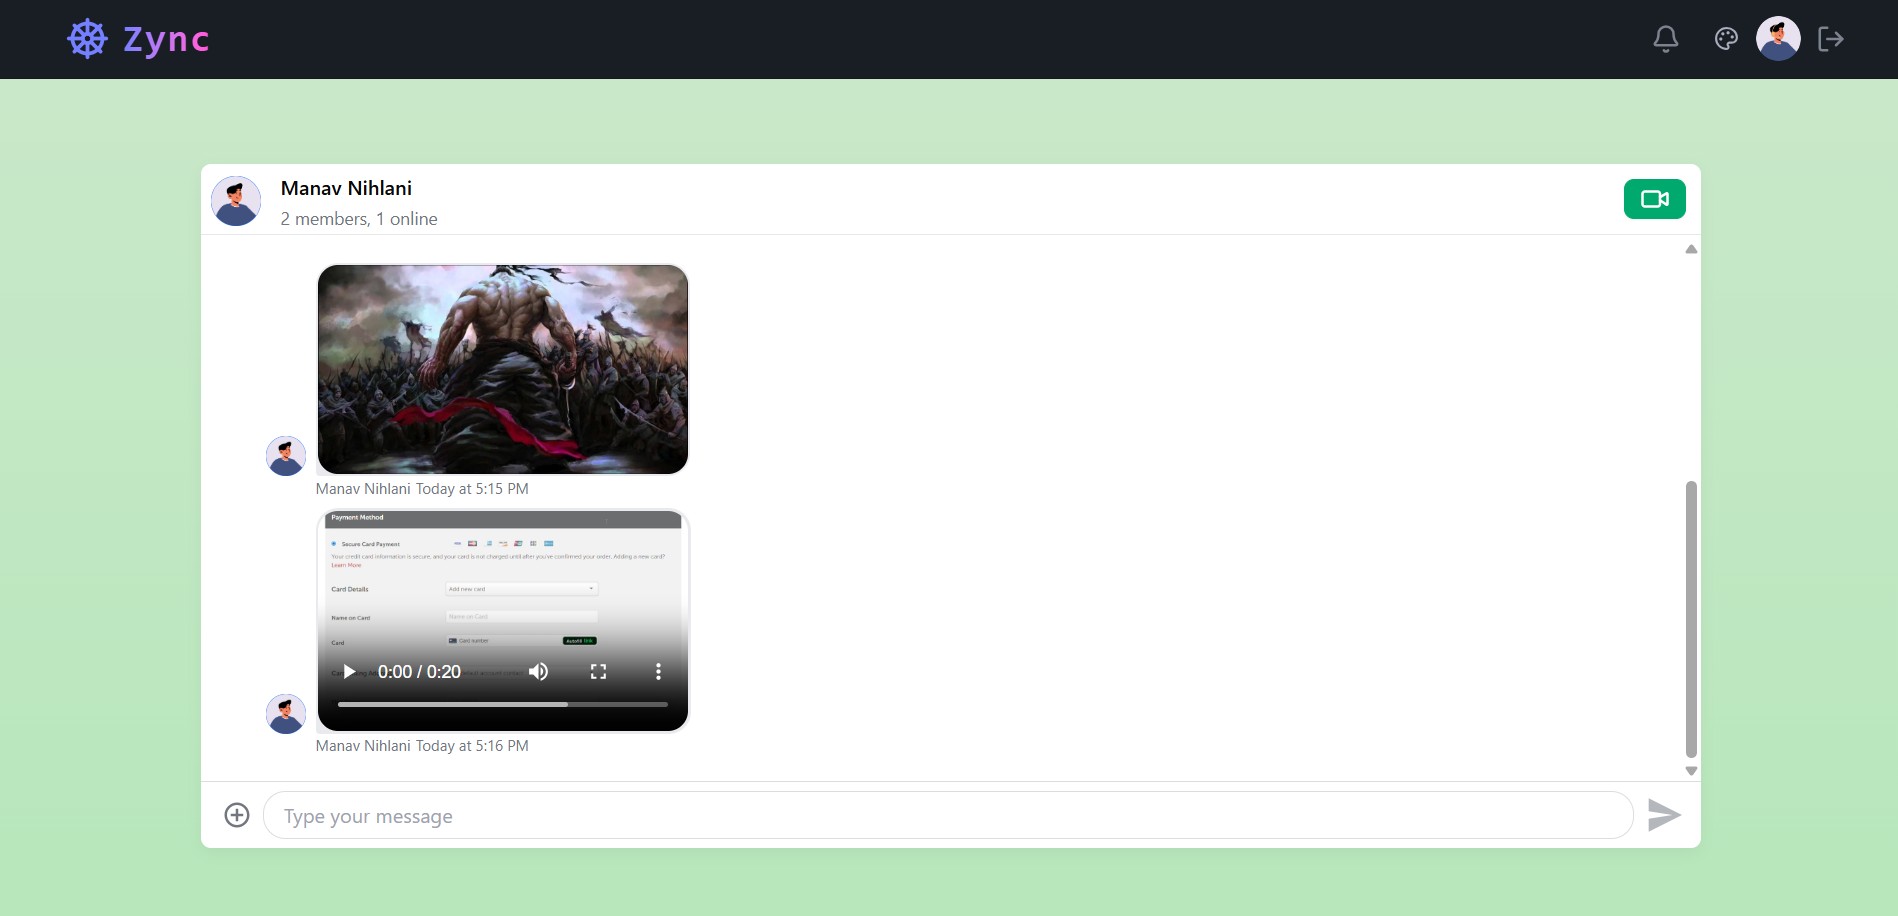 Zync
Manav Nihlani
2 members, 1 online
Manav Nihlani Today at 5:15 PM
Payment Method
Secure Card Payment
Your credit card information is secure, and your card is not charged until after you've confirmed your order. Adding a new card?
Learn More
Card Details
Add new card
Name on Card
Name on Card
Card
Card number
Autofill link
0:00 / 0:20
Manav Nihlani Today at 5:16 PM
Type your message